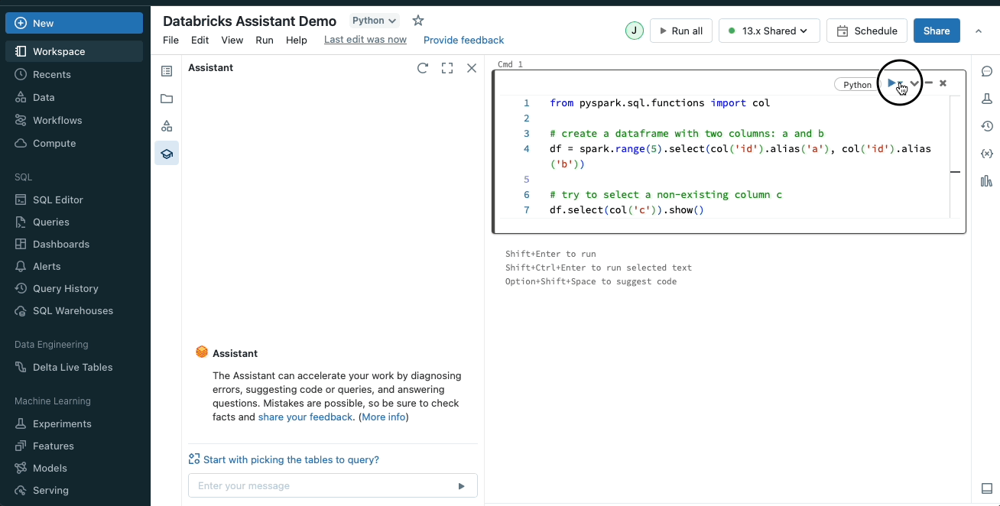 New
Workspace
Recents
Data
Workflows
Compute
SQL
SQL Editor
Queries
Dashboards
Alerts
Query History
SQL Warehouses
Data Engineering
Delta Live Tables
Machine Learning
Experiments
Features
Models
Serving
Databricks Assistant Demo Python
File Edit View Run Help Last edit was now Provide feedback
J Run all 13.x Shared Schedule Share
Assistant
Assistant
The Assistant can accelerate your work by diagnosing
errors, suggesting code or queries, and answering
questions. Mistakes are possible, so be sure to check
facts and share your feedback. (More info)
Start with picking the tables to query?
Enter your message
Cmd 1
Python
1 from pyspark.sql.functions import col
2
3 # create a dataframe with two columns: a and b
4 df = spark.range(5).select(col('id').alias('a'), col('id').alias
('b'))
5
6 # try to select a non-existing column c
7 df.select(col('c')).show()
Shift+Enter to run
Shift+Ctrl+Enter to run selected text
Option+Shift+Space to suggest code